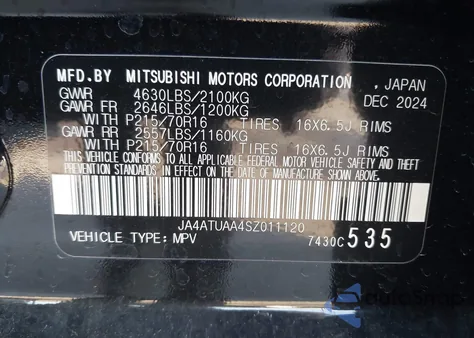 MFD.BY MITSUBISHI MOTORS CORPORATION , JAPAN
GVWR 4630LBS/2100KG DEC 2024
GAWR FR 2646LBS/1200KG
WITH P215/70R16 TIRES 16X6.5J RIMS
GAWR RR 2557LBS/1160KG
WITH P215/70R16 TIRES 16X6.5J RIMS
THIS VEHICLE CONFORMS TO ALL APPLICABLE FEDERAL MOTOR VEHICLE SAFETY, BUMPER,
AND THEFT PREVENTION STANDARDS IN EFFECT ON THE DATE OF MANUFACTURE SHOWN ABOVE.
JA4ATUAA4SZ011120
VEHICLE TYPE: MPV 7430C 535
autoSnap